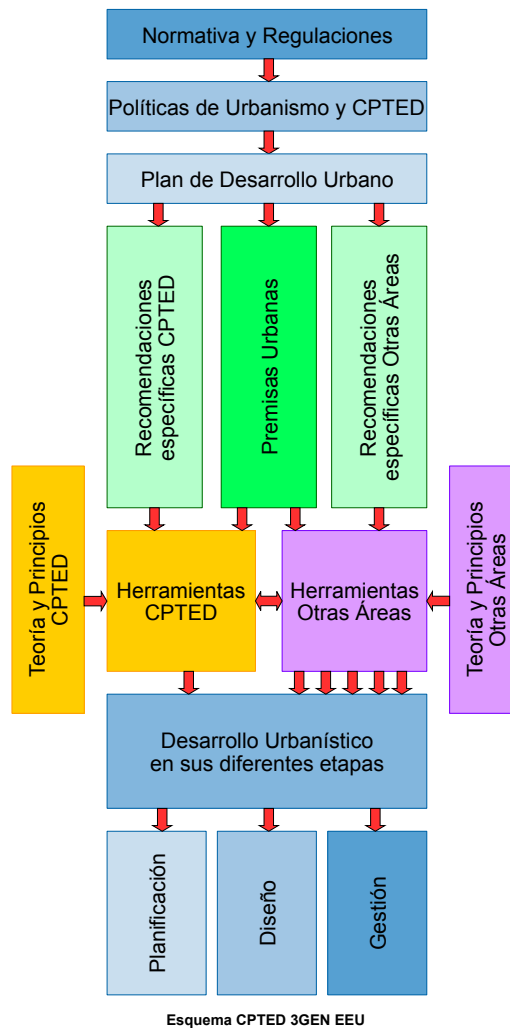 Normativa y Regulaciones
Políticas de Urbanismo y CPTED
Plan de Desarrollo Urbano
Recomendaciones
específicas CPTED
Premisas Urbanas
Recomendaciones
específicas Otras Áreas
Teoría y Principios
CPTED
Herramientas
CPTED
Herramientas
Otras Áreas
Teoría y Principios
Otras Áreas
Desarrollo Urbanístico
en sus diferentes etapas
Planificación
Diseño
Gestión
Esquema CPTED 3GEN EEU